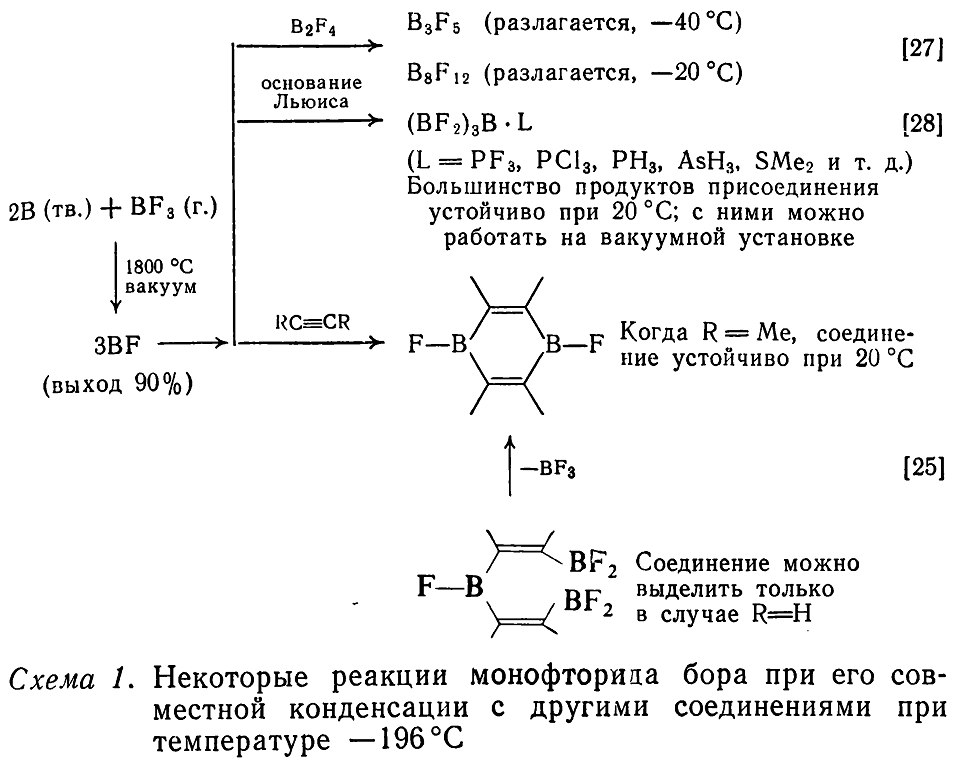 B₂F₄
B₃F₅ (разлагается, —40 °C)
[27]
B₈F₁₂ (разлагается, —20 °C)
основание
Льюиса
(BF₂)₃B · L
[28]
(L = PF₃, PCl₃, PH₃, AsH₃, SMe₂ и т. д.)
Большинство продуктов присоединения
устойчиво при 20 °C; с ними можно
работать на вакуумной установке
2B (тв.) + BF₃ (г.)
1800 °C
вакуум
3BF
(выход 90%)
RC≡CR
F—B
B—F
Когда R = Me, соедине-
ние устойчиво при 20 °C
—BF₃
[25]
F—B
BF₂
BF₂
Соединение можно
выделить только
в случае R=H
Схема 1. Некоторые реакции монофторида бора при его сов-
местной конденсации с другими соединениями при
температуре —196 °C